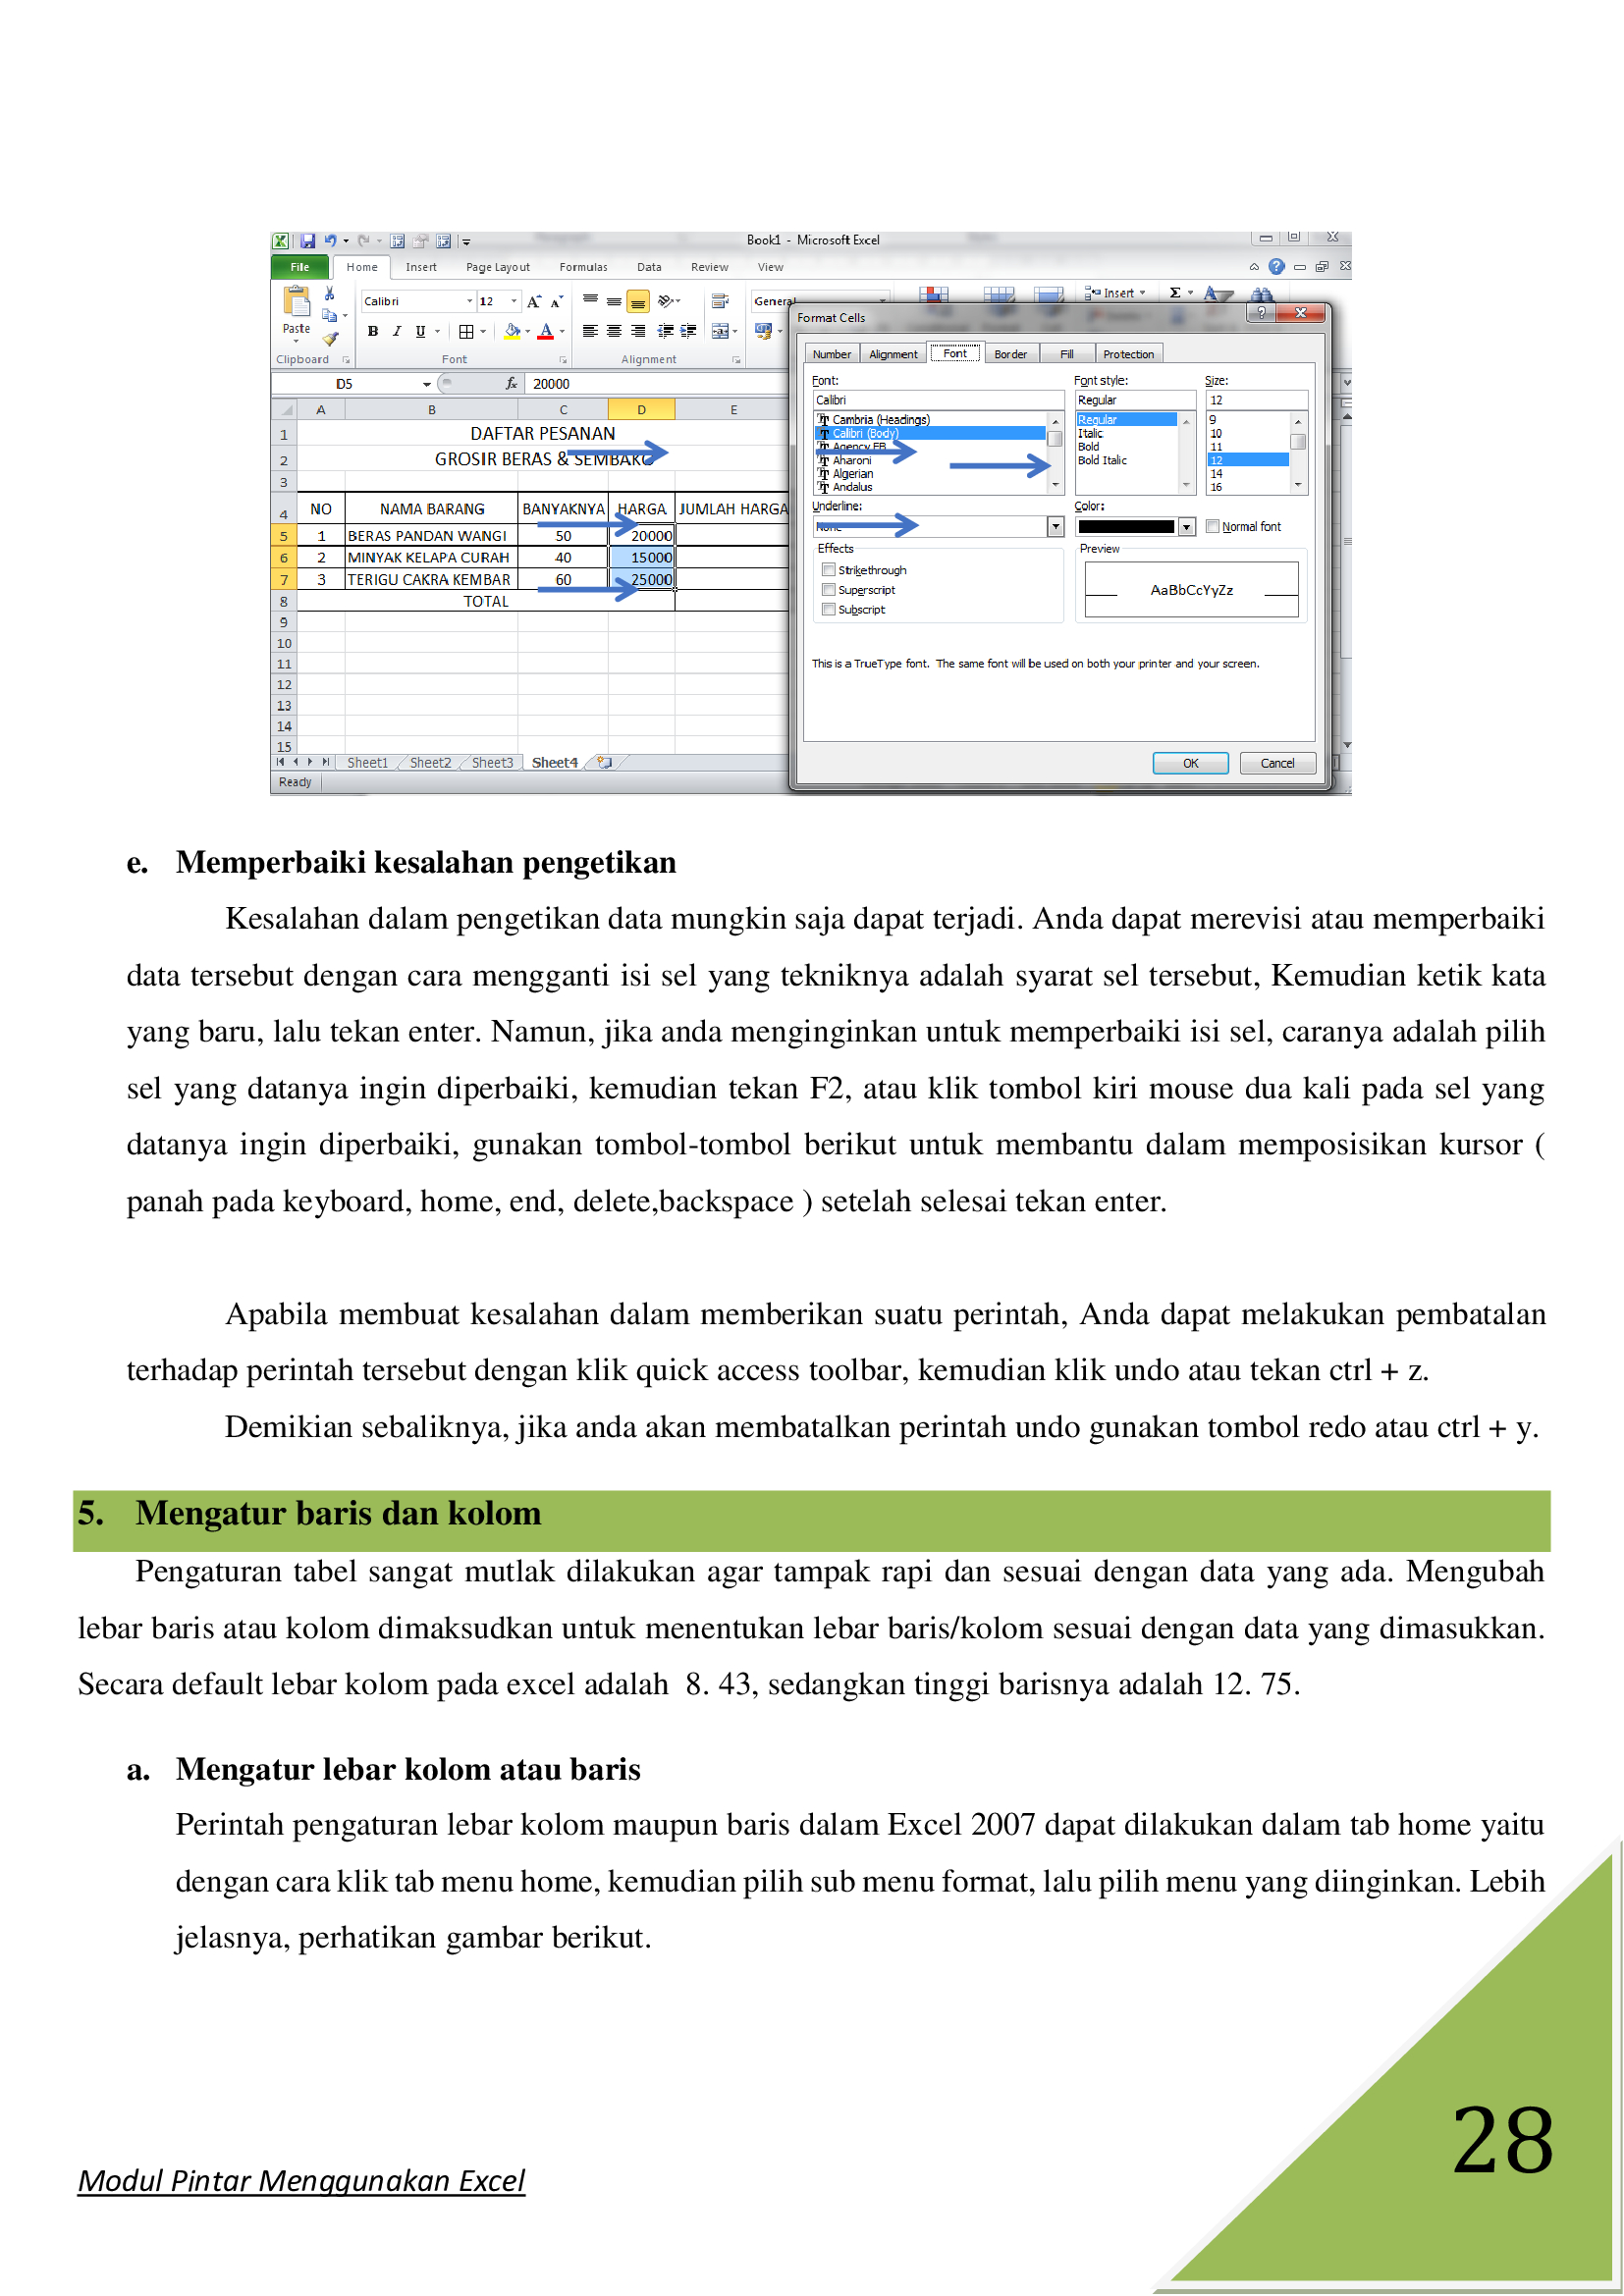 Book1 - Microsoft Excel
File Home Insert Page Layout Formulas Data Review View
Calibri 12 General Insert
Paste B I U
Clipboard Font Alignment
D5 fx 20000
A B C D E
1 DAFTAR PESANAN
2 GROSIR BERAS & SEMBAKO
3
4 NO NAMA BARANG BANYAKNYA HARGA JUMLAH HARGA
5 1 BERAS PANDAN WANGI 50 20000
6 2 MINYAK KELAPA CURAH 40 15000
7 3 TERIGU CAKRA KEMBAR 60 25000
8 TOTAL
9
10
11
12
13
14
15
Sheet1 Sheet2 Sheet3 Sheet4
Ready
Format Cells
Number Alignment Font Border Fill Protection
Font: Font style: Size:
Calibri Regular 12
Cambria (Headings) Regular 9
Calibri (Body) Italic 10
Agency FB Bold 11
Aharoni Bold Italic 12
Algerian 14
Andalus 16
Underline: Color:
None Normal font
Effects Preview
Strikethrough
Superscript AaBbCcYyZz
Subscript
This is a TrueType font. The same font will be used on both your printer and your screen.
OK Cancel
e. Memperbaiki kesalahan pengetikan
Kesalahan dalam pengetikan data mungkin saja dapat terjadi. Anda dapat merevisi atau memperbaiki
data tersebut dengan cara mengganti isi sel yang tekniknya adalah syarat sel tersebut, Kemudian ketik kata
yang baru, lalu tekan enter. Namun, jika anda menginginkan untuk memperbaiki isi sel, caranya adalah pilih
sel yang datanya ingin diperbaiki, kemudian tekan F2, atau klik tombol kiri mouse dua kali pada sel yang
datanya ingin diperbaiki, gunakan tombol-tombol berikut untuk membantu dalam memposisikan kursor (
panah pada keyboard, home, end, delete,backspace ) setelah selesai tekan enter.
Apabila membuat kesalahan dalam memberikan suatu perintah, Anda dapat melakukan pembatalan
terhadap perintah tersebut dengan klik quick access toolbar, kemudian klik undo atau tekan ctrl + z.
Demikian sebaliknya, jika anda akan membatalkan perintah undo gunakan tombol redo atau ctrl + y.
5. Mengatur baris dan kolom
Pengaturan tabel sangat mutlak dilakukan agar tampak rapi dan sesuai dengan data yang ada. Mengubah
lebar baris atau kolom dimaksudkan untuk menentukan lebar baris/kolom sesuai dengan data yang dimasukkan.
Secara default lebar kolom pada excel adalah 8. 43, sedangkan tinggi barisnya adalah 12. 75.
a. Mengatur lebar kolom atau baris
Perintah pengaturan lebar kolom maupun baris dalam Excel 2007 dapat dilakukan dalam tab home yaitu
dengan cara klik tab menu home, kemudian pilih sub menu format, lalu pilih menu yang diinginkan. Lebih
jelasnya, perhatikan gambar berikut.
28
Modul Pintar Menggunakan Excel